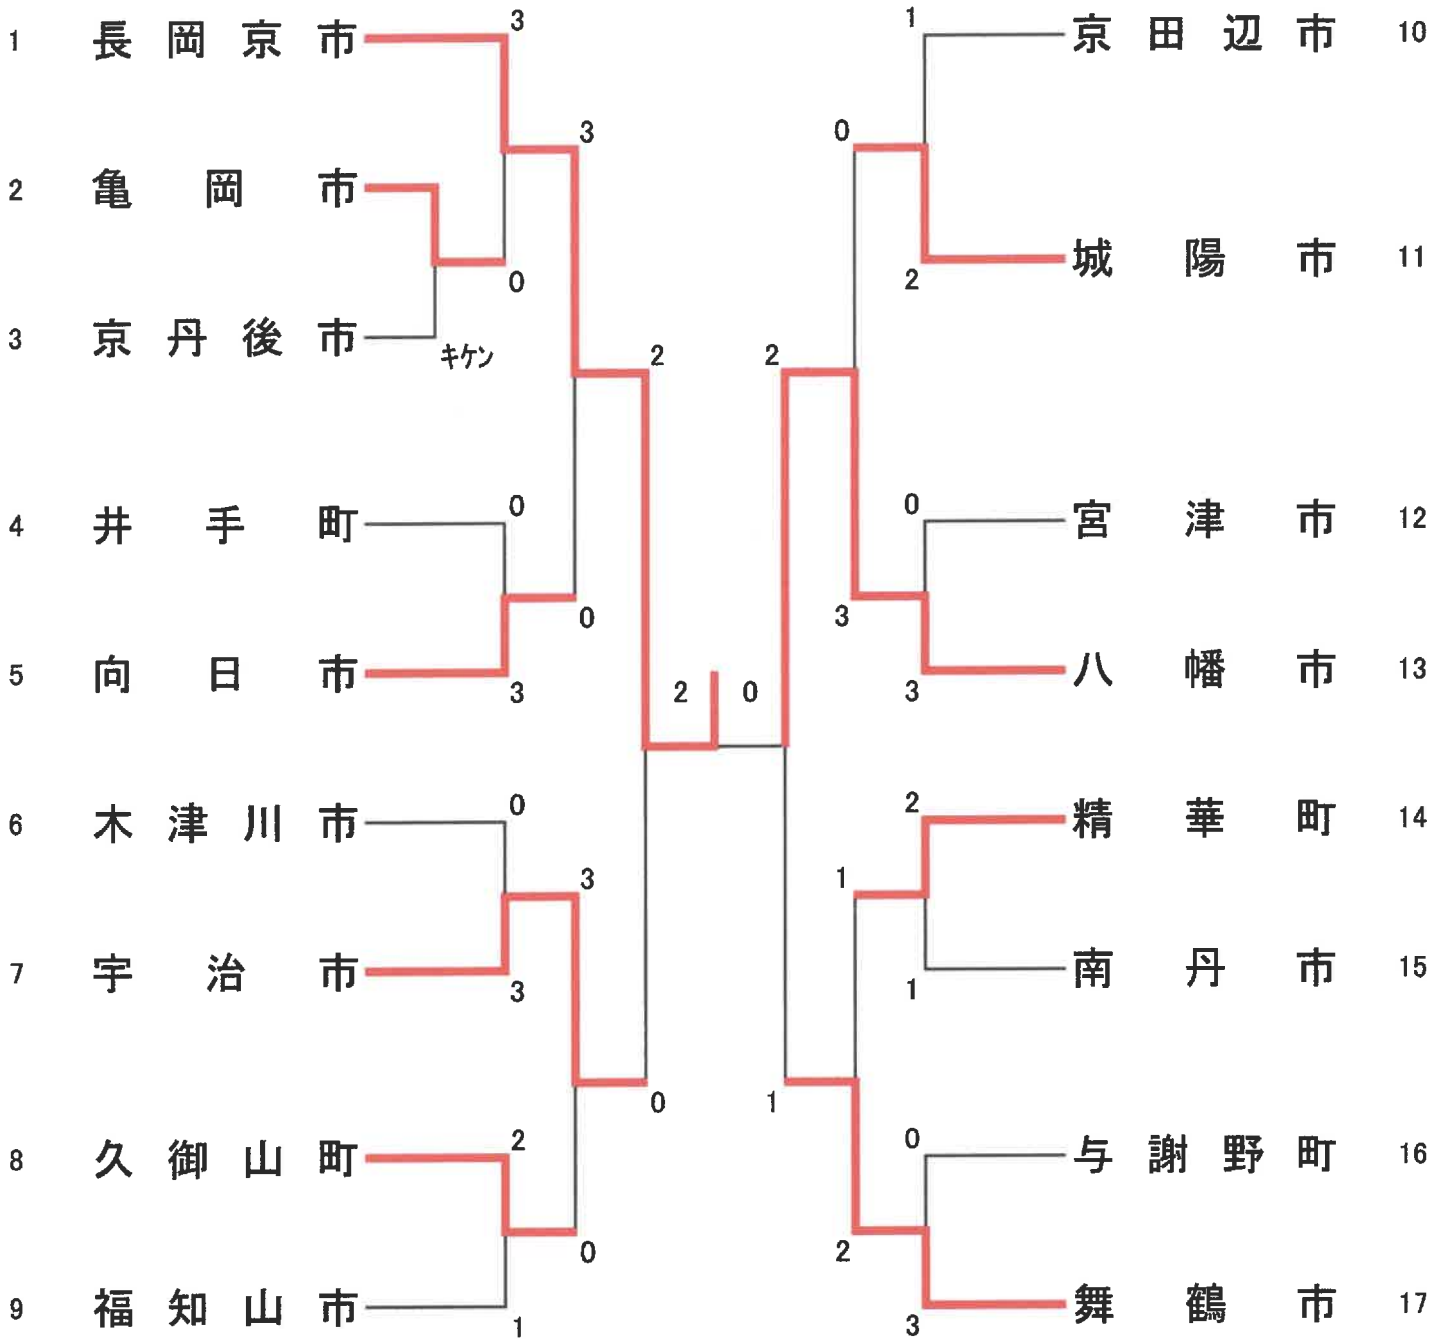 1 長岡京市
2 亀岡市
3 京丹後市
4 井手町
5 向日市
6 木津川市
7 宇治市
8 久御山町
9 福知山市
3
0
キケン
0
3
0
3
2
1
3
0
3
0
2
0
2 0
2
1
0
3
1
2
1
2
0
3
2
1
0
3
京田辺市 10
城陽市 11
宮津市 12
八幡市 13
精華町 14
南丹市 15
与謝野町 16
舞鶴市 17